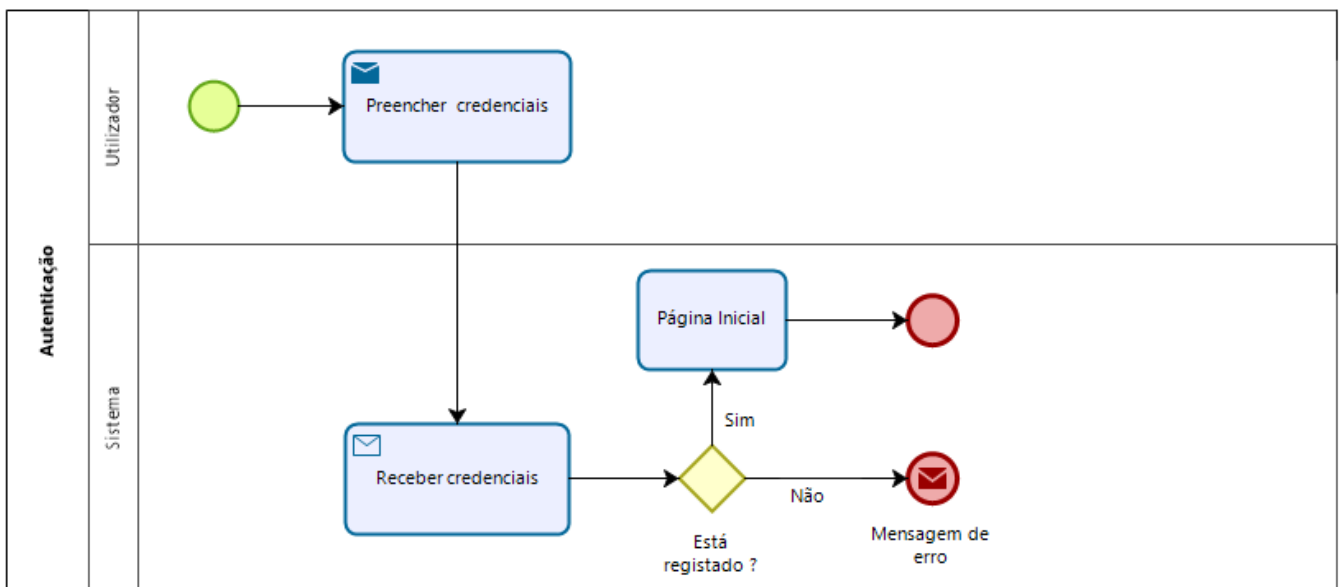 Autenticação
Utilizador
Preencher credenciais
Sistema
Página Inicial
Sim
Receber credenciais
Não
Está
registado ?
Mensagem de
erro